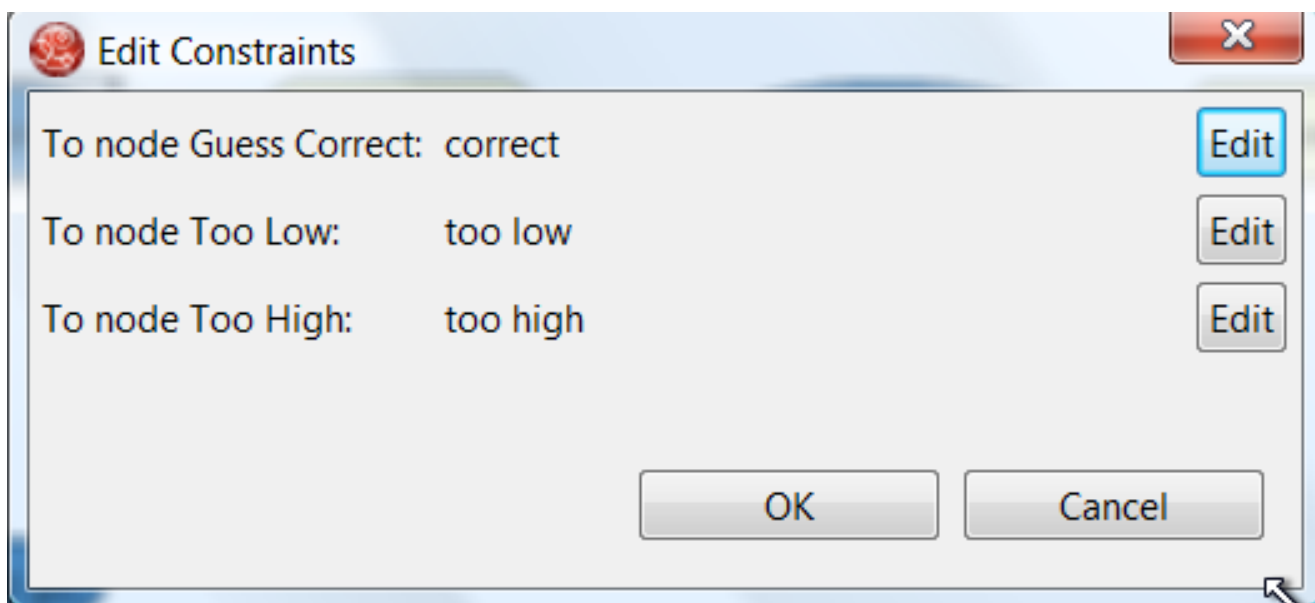 Edit Constraints
To node Guess Correct: correct Edit
To node Too Low: too low Edit
To node Too High: too high Edit
OK Cancel